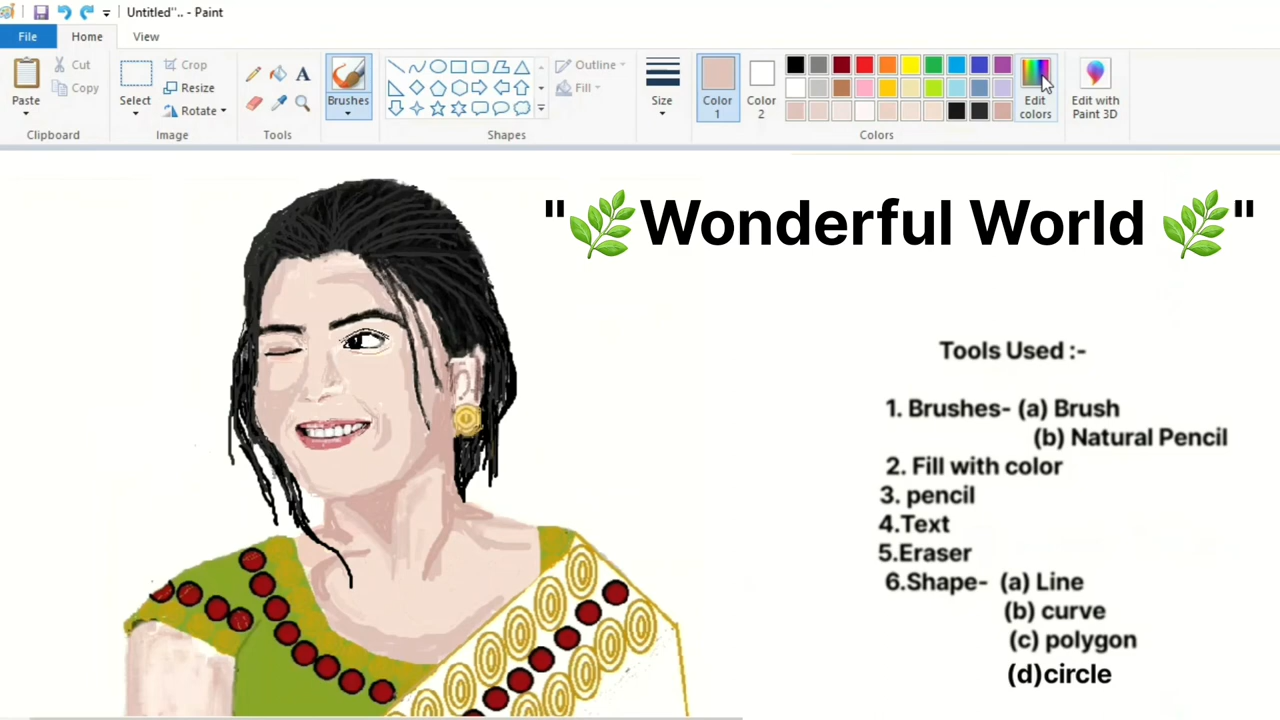 Untitled".. - Paint
File Home View
Cut Crop Outline
Copy Resize Fill
Paste Select Rotate Brushes Size Color 1 Color 2 Edit colors Edit with Paint 3D
Clipboard Image Tools Shapes Colors
"🌿Wonderful World 🌿"
Tools Used :-
1. Brushes- (a) Brush
(b) Natural Pencil
2. Fill with color
3. pencil
4.Text
5.Eraser
6.Shape- (a) Line
(b) curve
(c) polygon
(d)circle